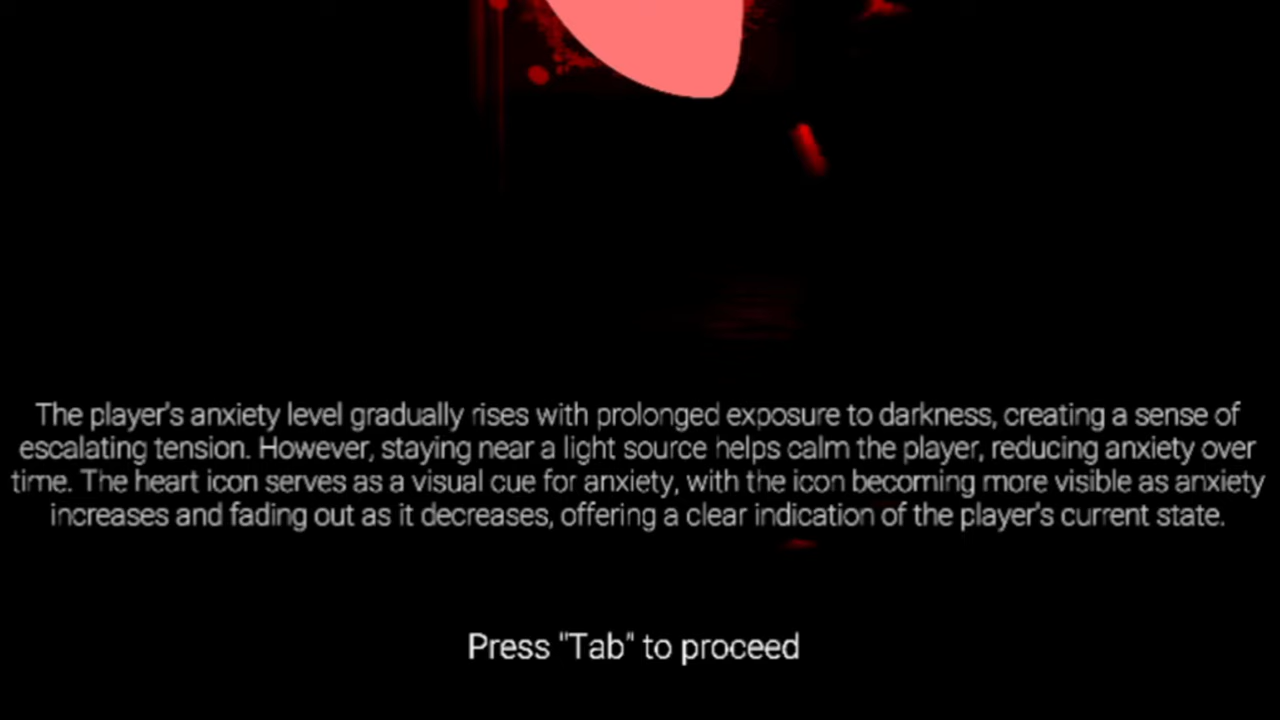 The player's anxiety level gradually rises with prolonged exposure to darkness, creating a sense of
escalating tension. However, staying near a light source helps calm the player, reducing anxiety over
time. The heart icon serves as a visual cue for anxiety, with the icon becoming more visible as anxiety
increases and fading out as it decreases, offering a clear indication of the player's current state.
Press "Tab" to proceed